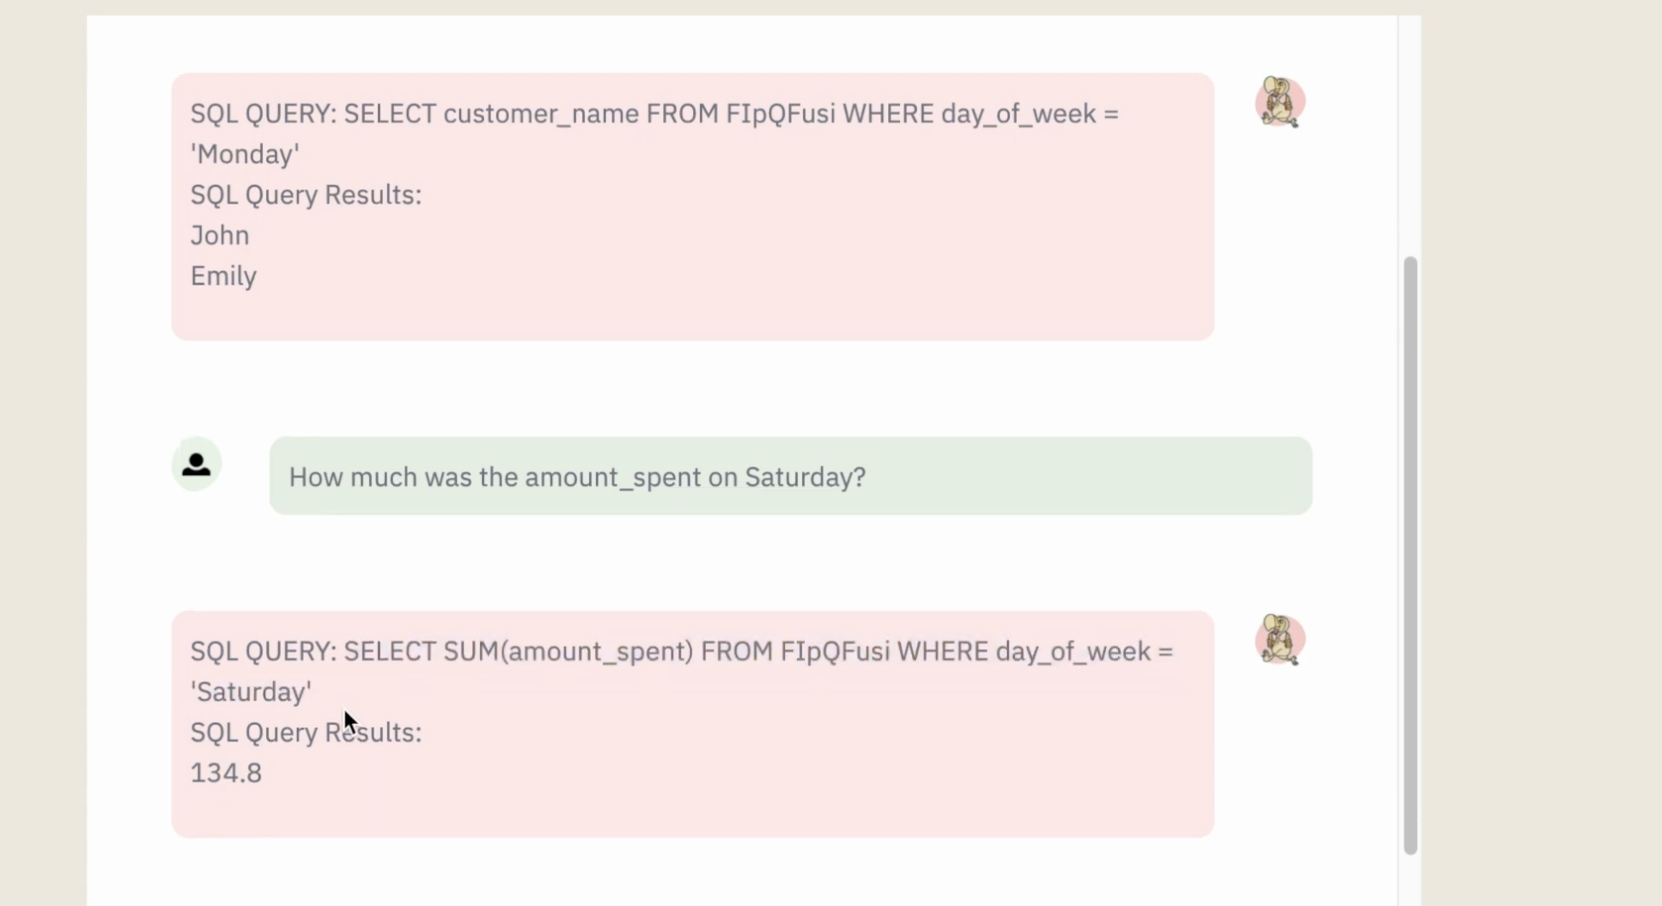 SQL QUERY: SELECT customer_name FROM FIpQFusi WHERE day_of_week =
'Monday'
SQL Query Results:
John
Emily
How much was the amount_spent on Saturday?
SQL QUERY: SELECT SUM(amount_spent) FROM FIpQFusi WHERE day_of_week =
'Saturday'
SQL Query Results:
134.8